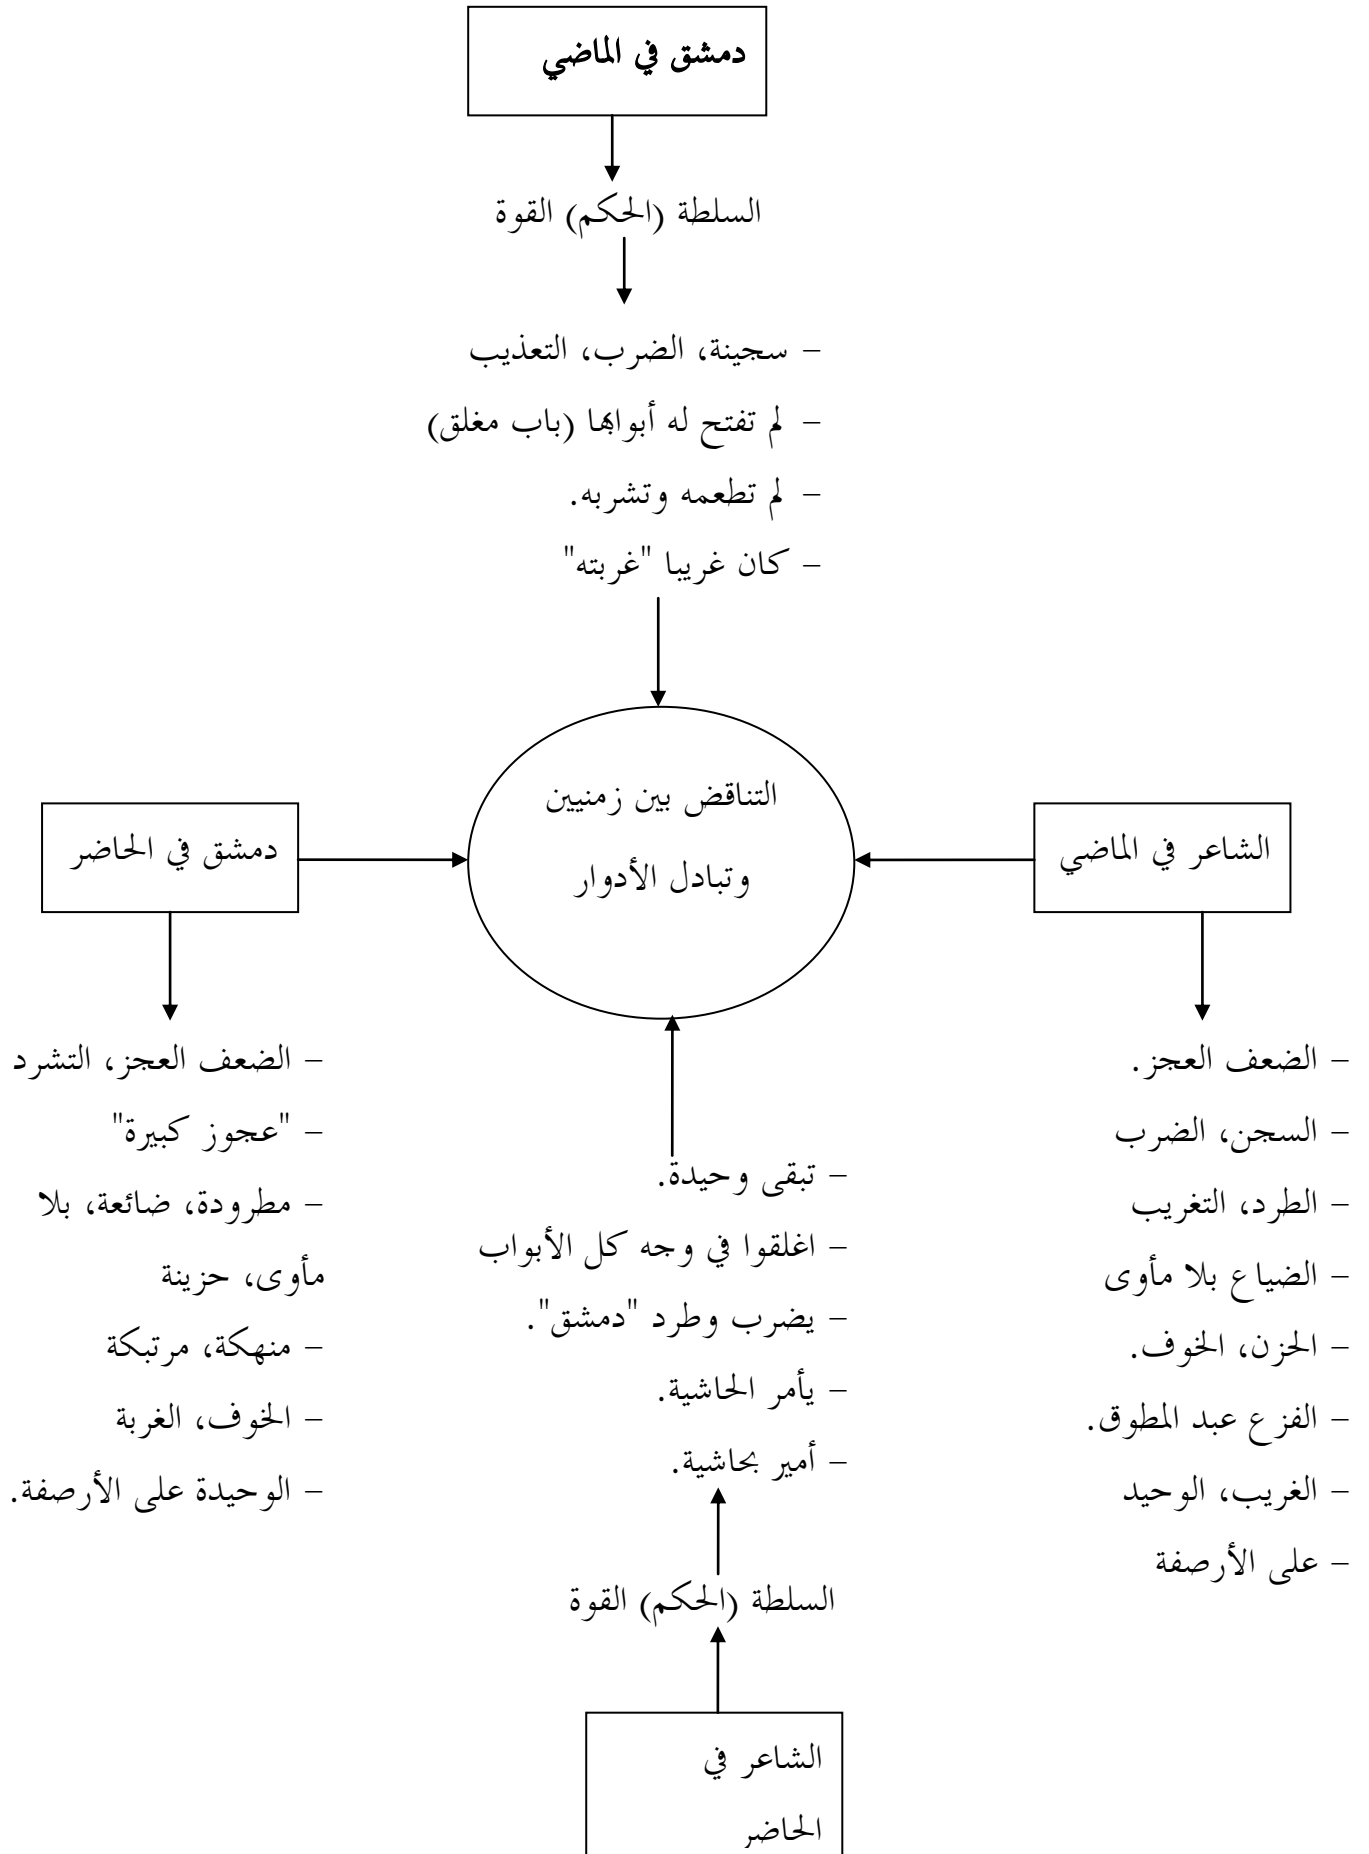 دمشق في الماضي
السلطة (الحكم) القوة
– سجينة، الضرب، التعذيب
– لم تفتح له أبوابها (باب مغلق)
– لم تطعمه وتشربه.
– كان غريبا "غربته"
التناقض بين زمنيين
وتبادل الأدوار
الشاعر في الماضي
– الضعف العجز.
– السجن، الضرب
– الطرد، التغريب
– الضياع بلا مأوى
– الحزن، الخوف.
– الفزع عبد المطوق.
– الغريب، الوحيد
– على الأرصفة
دمشق في الحاضر
– الضعف العجز، التشرد
– "عجوز كبيرة"
– مطرودة، ضائعة، بلا
مأوى، حزينة
– منهكة، مرتبكة
– الخوف، الغربة
– الوحيدة على الأرصفة.
– تبقى وحيدة.
– اغلقوا في وجه كل الأبواب
– يضرب وطرد "دمشق".
– يأمر الحاشية.
– أمير بحاشية.
السلطة (الحكم) القوة
الشاعر في
الحاضر